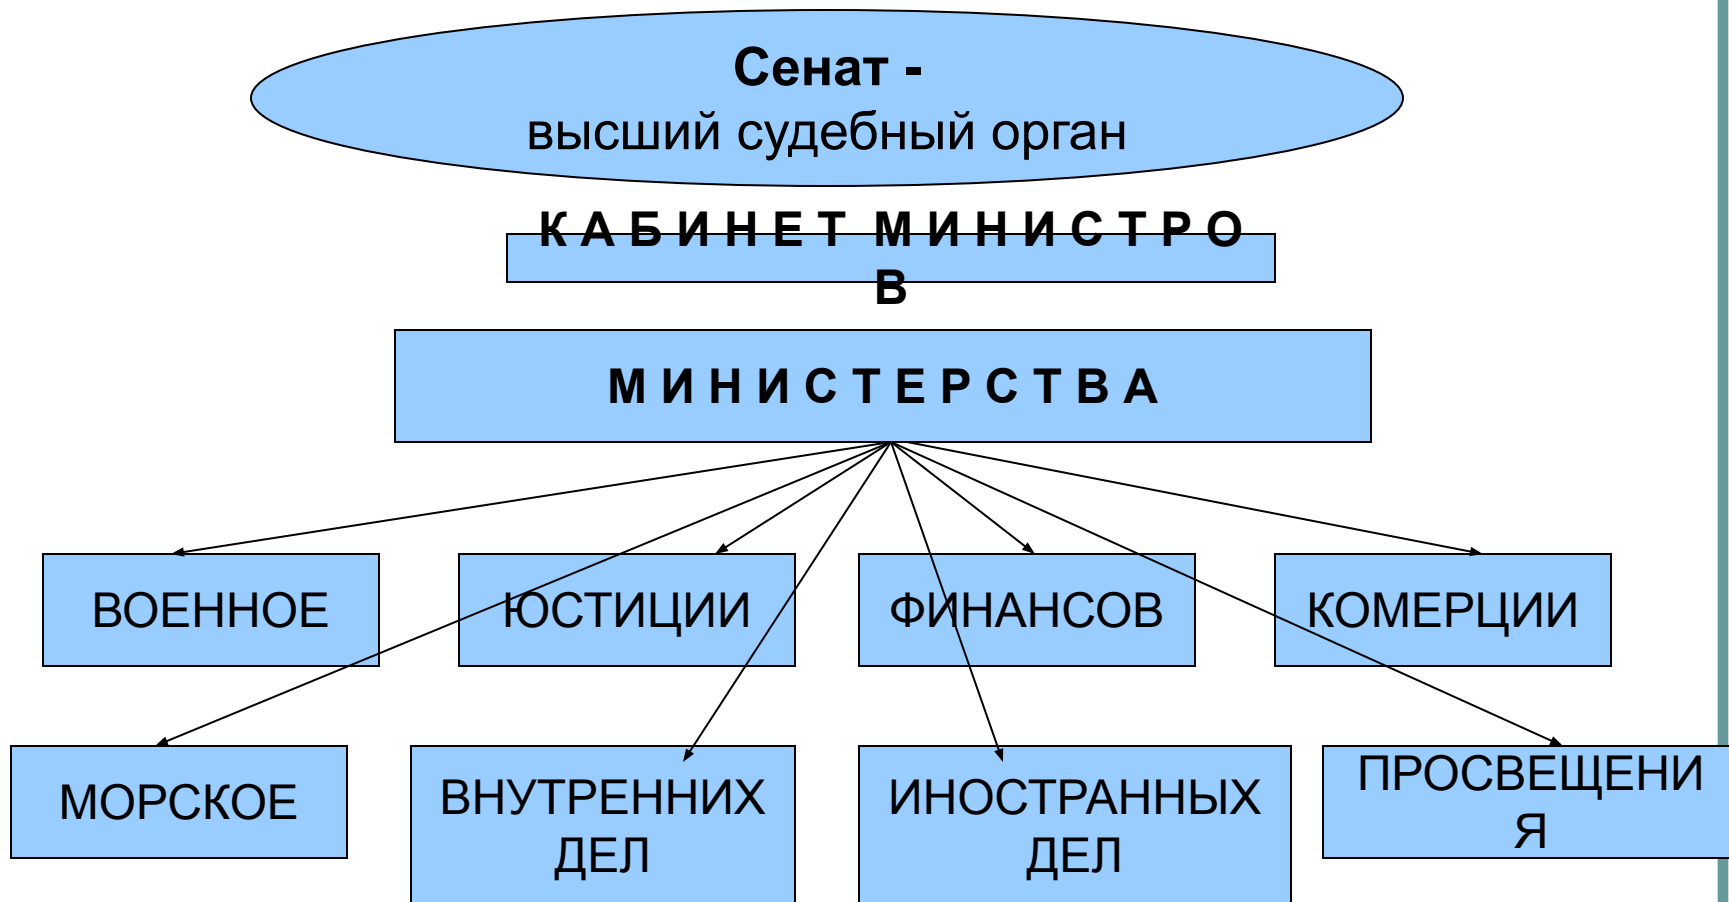 Сенат -
высший судебный орган
К А Б И Н Е Т М И Н И С Т Р О
В
М И Н И С Т Е Р С Т В А
ВОЕННОЕ
ЮСТИЦИИ
ФИНАНСОВ
КОМЕРЦИИ
МОРСКОЕ
ВНУТРЕННИХ
ДЕЛ
ИНОСТРАННЫХ
ДЕЛ
ПРОСВЕЩЕНИ
Я